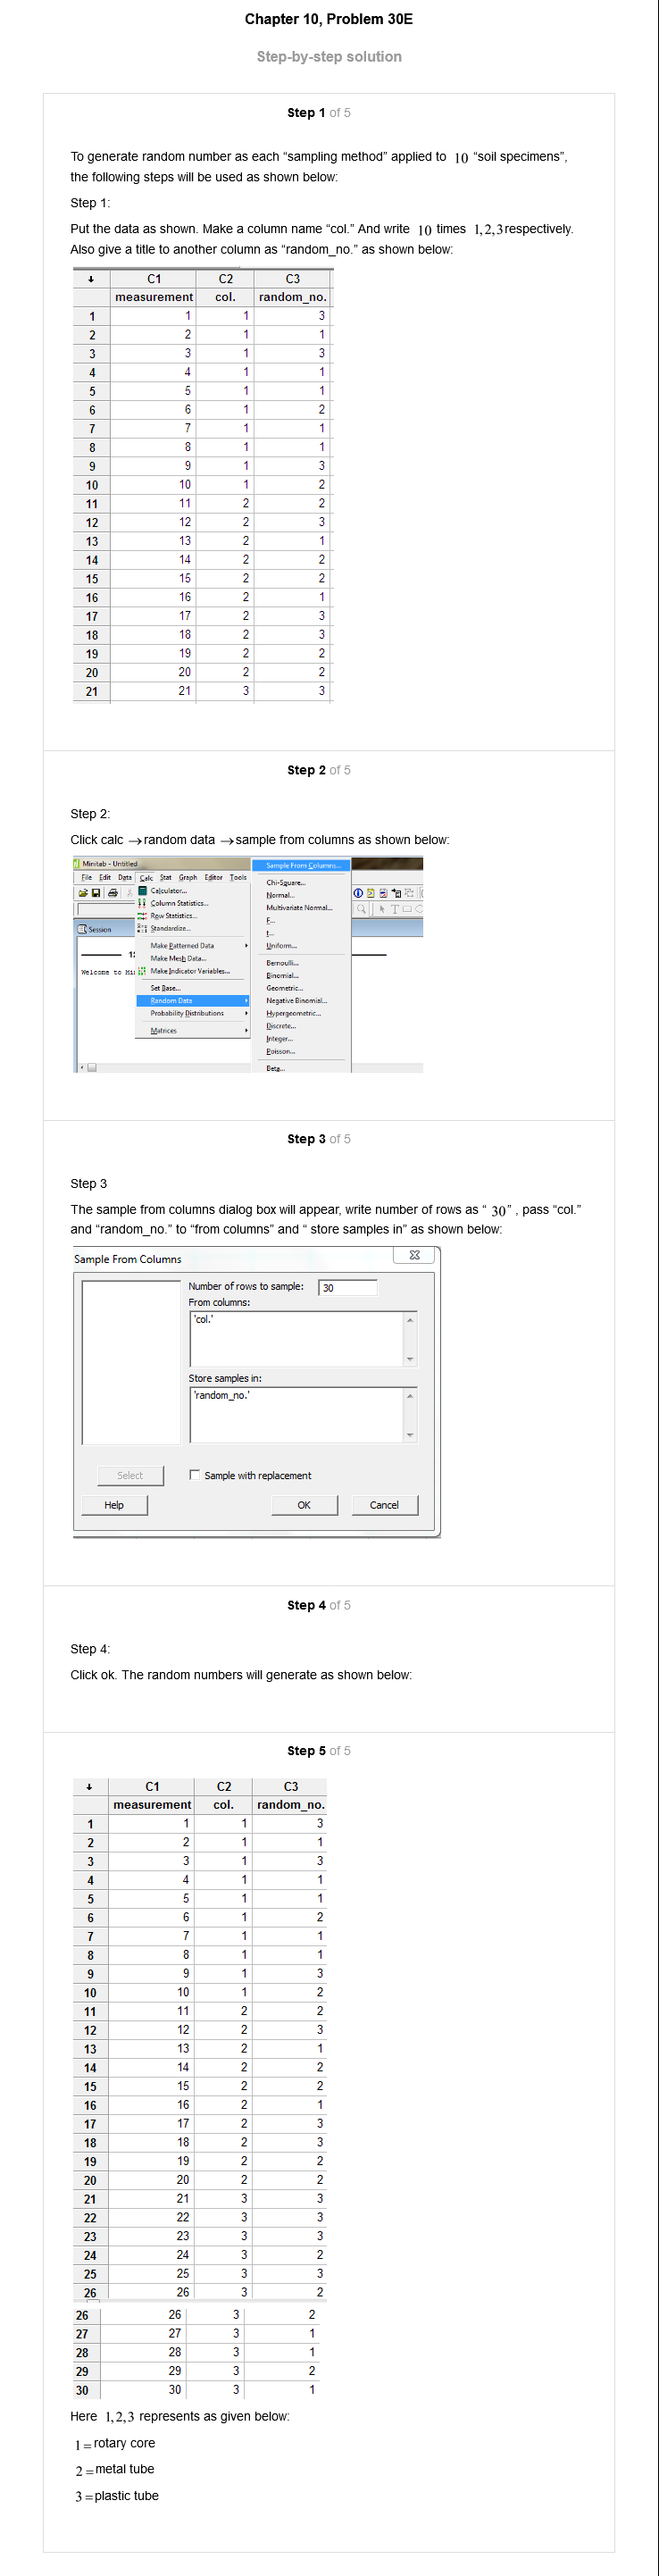 Chapter 10, Problem 30E
Step-by-step solution
Step 1 of 5
To generate random number as each “sampling method” applied to 10 “soil specimens”,
the following steps will be used as shown below:
Step 1:
Put the data as shown. Make a column name “col.” And write 10 times 1,2,3respectively.
Also give a title to another column as “random_no.” as shown below:
↓ C1 C2 C3
measurement col. random_no.
1 1 1 3
2 2 1 1
3 3 1 3
4 4 1 1
5 5 1 1
6 6 1 2
7 7 1 1
8 8 1 1
9 9 1 3
10 10 1 2
11 11 2 2
12 12 2 3
13 13 2 1
14 14 2 2
15 15 2 2
16 16 2 1
17 17 2 3
18 18 2 3
19 19 2 2
20 20 2 2
21 21 3 3
Step 2 of 5
Step 2:
Click calc →random data →sample from columns as shown below:
Minitab - Untitled
File Edit Data Calc Stat Graph Editor Tools
Calculator...
Column Statistics...
Row Statistics...
Standardize...
Make Patterned Data
Make Mesh Data...
Make Indicator Variables...
Set Base...
Random Data
Probability Distributions
Matrices
Session
Welcome to Mi
Sample From Columns...
Chi-Square...
Normal...
Multivariate Normal...
F...
t...
Uniform...
Bernoulli...
Binomial...
Geometric...
Negative Binomial...
Hypergeometric...
Discrete...
Integer...
Poisson...
Beta...
Step 3 of 5
Step 3
The sample from columns dialog box will appear, write number of rows as “ 30” , pass “col.”
and “random_no.” to “from columns” and “ store samples in” as shown below:
Sample From Columns
Number of rows to sample: 30
From columns:
'col.'
Store samples in:
'random_no.'
Select
Sample with replacement
Help OK Cancel
Step 4 of 5
Step 4:
Click ok. The random numbers will generate as shown below:
Step 5 of 5
↓ C1 C2 C3
measurement col. random_no.
1 1 1 3
2 2 1 1
3 3 1 3
4 4 1 1
5 5 1 1
6 6 1 2
7 7 1 1
8 8 1 1
9 9 1 3
10 10 1 2
11 11 2 2
12 12 2 3
13 13 2 1
14 14 2 2
15 15 2 2
16 16 2 1
17 17 2 3
18 18 2 3
19 19 2 2
20 20 2 2
21 21 3 3
22 22 3 3
23 23 3 3
24 24 3 2
25 25 3 3
26 26 3 2
26 26 3 2
27 27 3 1
28 28 3 1
29 29 3 2
30 30 3 1
Here 1,2,3 represents as given below:
1 = rotary core
2 = metal tube
3 = plastic tube